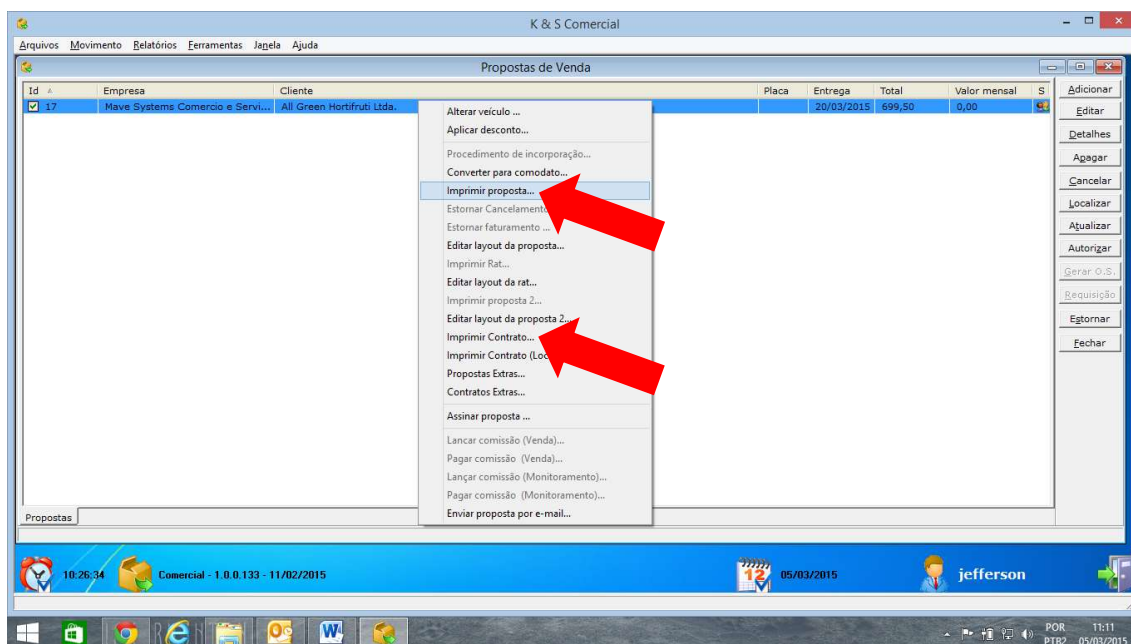 K & S Comercial
Arquivos Movimento Relatórios Ferramentas Janela Ajuda
Propostas de Venda
Id Empresa Cliente Placa Entrega Total Valor mensal S
17 Mave Systems Comercio e Servi... All Green Hortifruti Ltda. 20/03/2015 699,50 0,00
Adicionar
Editar
Detalhes
Apagar
Cancelar
Localizar
Atualizar
Autorizar
Gerar O.S.
Requisição
Estornar
Fechar
Alterar veículo ...
Aplicar desconto...
Procedimento de incorporação...
Converter para comodato...
Imprimir proposta...
Estornar Cancelamento
Estornar faturamento ...
Editar layout da proposta...
Imprimir Rat...
Editar layout da rat...
Imprimir proposta 2...
Editar layout da proposta 2...
Imprimir Contrato...
Imprimir Contrato (Loc
Propostas Extras...
Contratos Extras...
Assinar proposta ...
Lancar comissão (Venda)...
Pagar comissão (Venda)...
Lançar comissão (Monitoramento)...
Pagar comissão (Monitoramento)...
Enviar proposta por e-mail...
Propostas
10:26:34 Comercial - 1.0.0.133 - 11/02/2015 12 05/03/2015 jefferson
POR 11:11
PTB2 05/03/2015